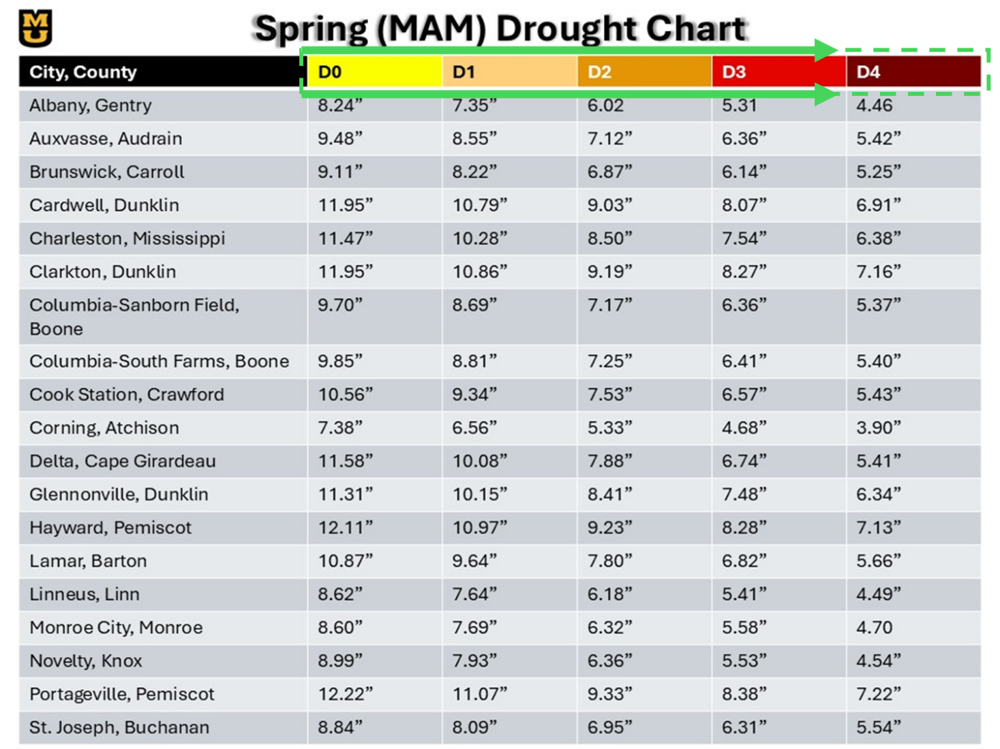 MU
Spring (MAM) Drought Chart
City, County D0 D1 D2 D3 D4
Albany, Gentry 8.24” 7.35” 6.02 5.31 4.46
Auxvasse, Audrain 9.48” 8.55” 7.12” 6.36” 5.42”
Brunswick, Carroll 9.11” 8.22” 6.87” 6.14” 5.25”
Cardwell, Dunklin 11.95” 10.79” 9.03” 8.07” 6.91”
Charleston, Mississippi 11.47” 10.28” 8.50” 7.54” 6.38”
Clarkton, Dunklin 11.95” 10.86” 9.19” 8.27” 7.16”
Columbia-Sanborn Field, 9.70” 8.69” 7.17” 6.36” 5.37”
Boone
Columbia-South Farms, Boone 9.85” 8.81” 7.25” 6.41” 5.40”
Cook Station, Crawford 10.56” 9.34” 7.53” 6.57” 5.43”
Corning, Atchison 7.38” 6.56” 5.33” 4.68” 3.90”
Delta, Cape Girardeau 11.58” 10.08” 7.88” 6.74” 5.41”
Glennonville, Dunklin 11.31” 10.15” 8.41” 7.48” 6.34”
Hayward, Pemiscot 12.11” 10.97” 9.23” 8.28” 7.13”
Lamar, Barton 10.87” 9.64” 7.80” 6.82” 5.66”
Linneus, Linn 8.62” 7.64” 6.18” 5.41” 4.49”
Monroe City, Monroe 8.60” 7.69” 6.32” 5.58” 4.70
Novelty, Knox 8.99” 7.93” 6.36” 5.53” 4.54”
Portageville, Pemiscot 12.22” 11.07” 9.33” 8.38” 7.22”
St. Joseph, Buchanan 8.84” 8.09” 6.95” 6.31” 5.54”